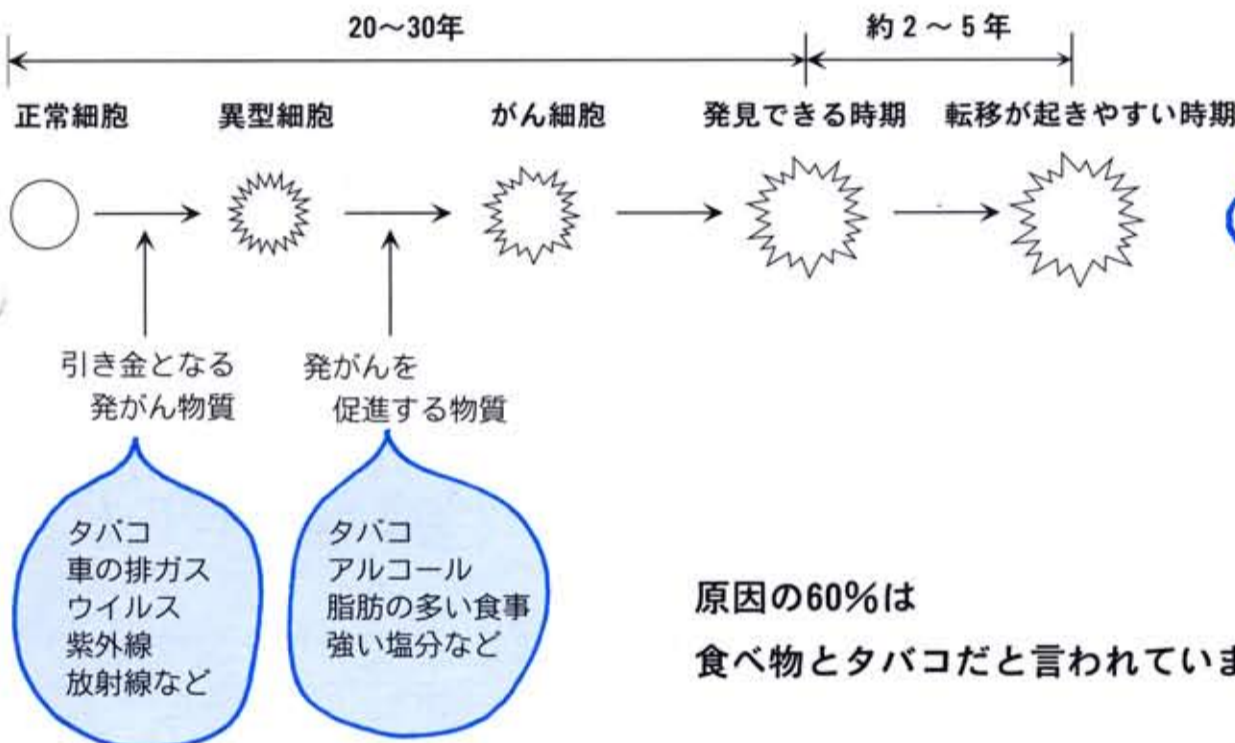 20～30年
約2～5年
正常細胞
異型細胞
がん細胞
発見できる時期
転移が起きやすい時期
引き金となる
発がん物質
発がんを
促進する物質
タバコ
車の排ガス
ウイルス
紫外線
放射線など
タバコ
アルコール
脂肪の多い食事
強い塩分など
原因の60％は
食べ物とタバコだと言われていま